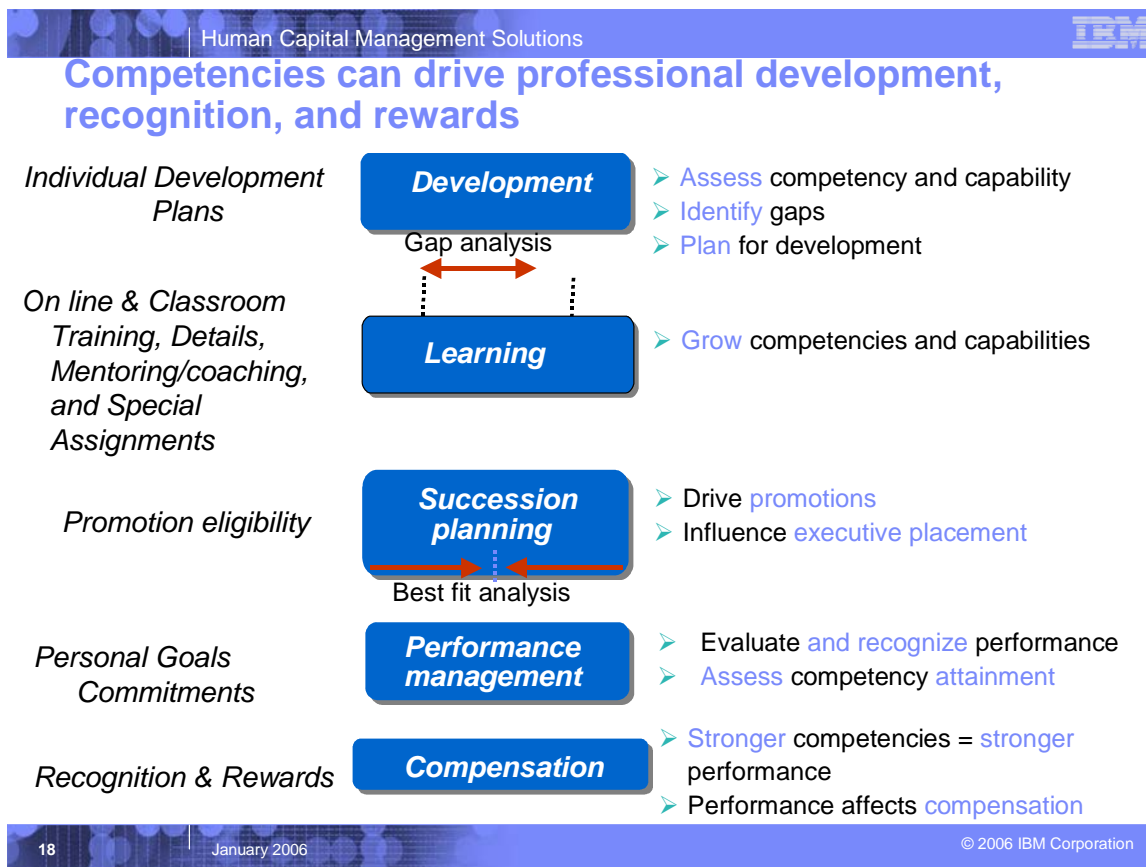 Human Capital Management Solutions
IBM
Competencies can drive professional development,
recognition, and rewards
Individual Development
Plans
Development
➢ Assess competency and capability
➢ Identify gaps
➢ Plan for development
Gap analysis
On line & Classroom
Training, Details,
Mentoring/coaching,
and Special
Assignments
Learning
➢ Grow competencies and capabilities
Promotion eligibility
Succession
planning
➢ Drive promotions
➢ Influence executive placement
Best fit analysis
Personal Goals
Commitments
Performance
management
➢ Evaluate and recognize performance
➢ Assess competency attainment
Recognition & Rewards
Compensation
➢ Stronger competencies = stronger
performance
➢ Performance affects compensation
18
January 2006
© 2006 IBM Corporation